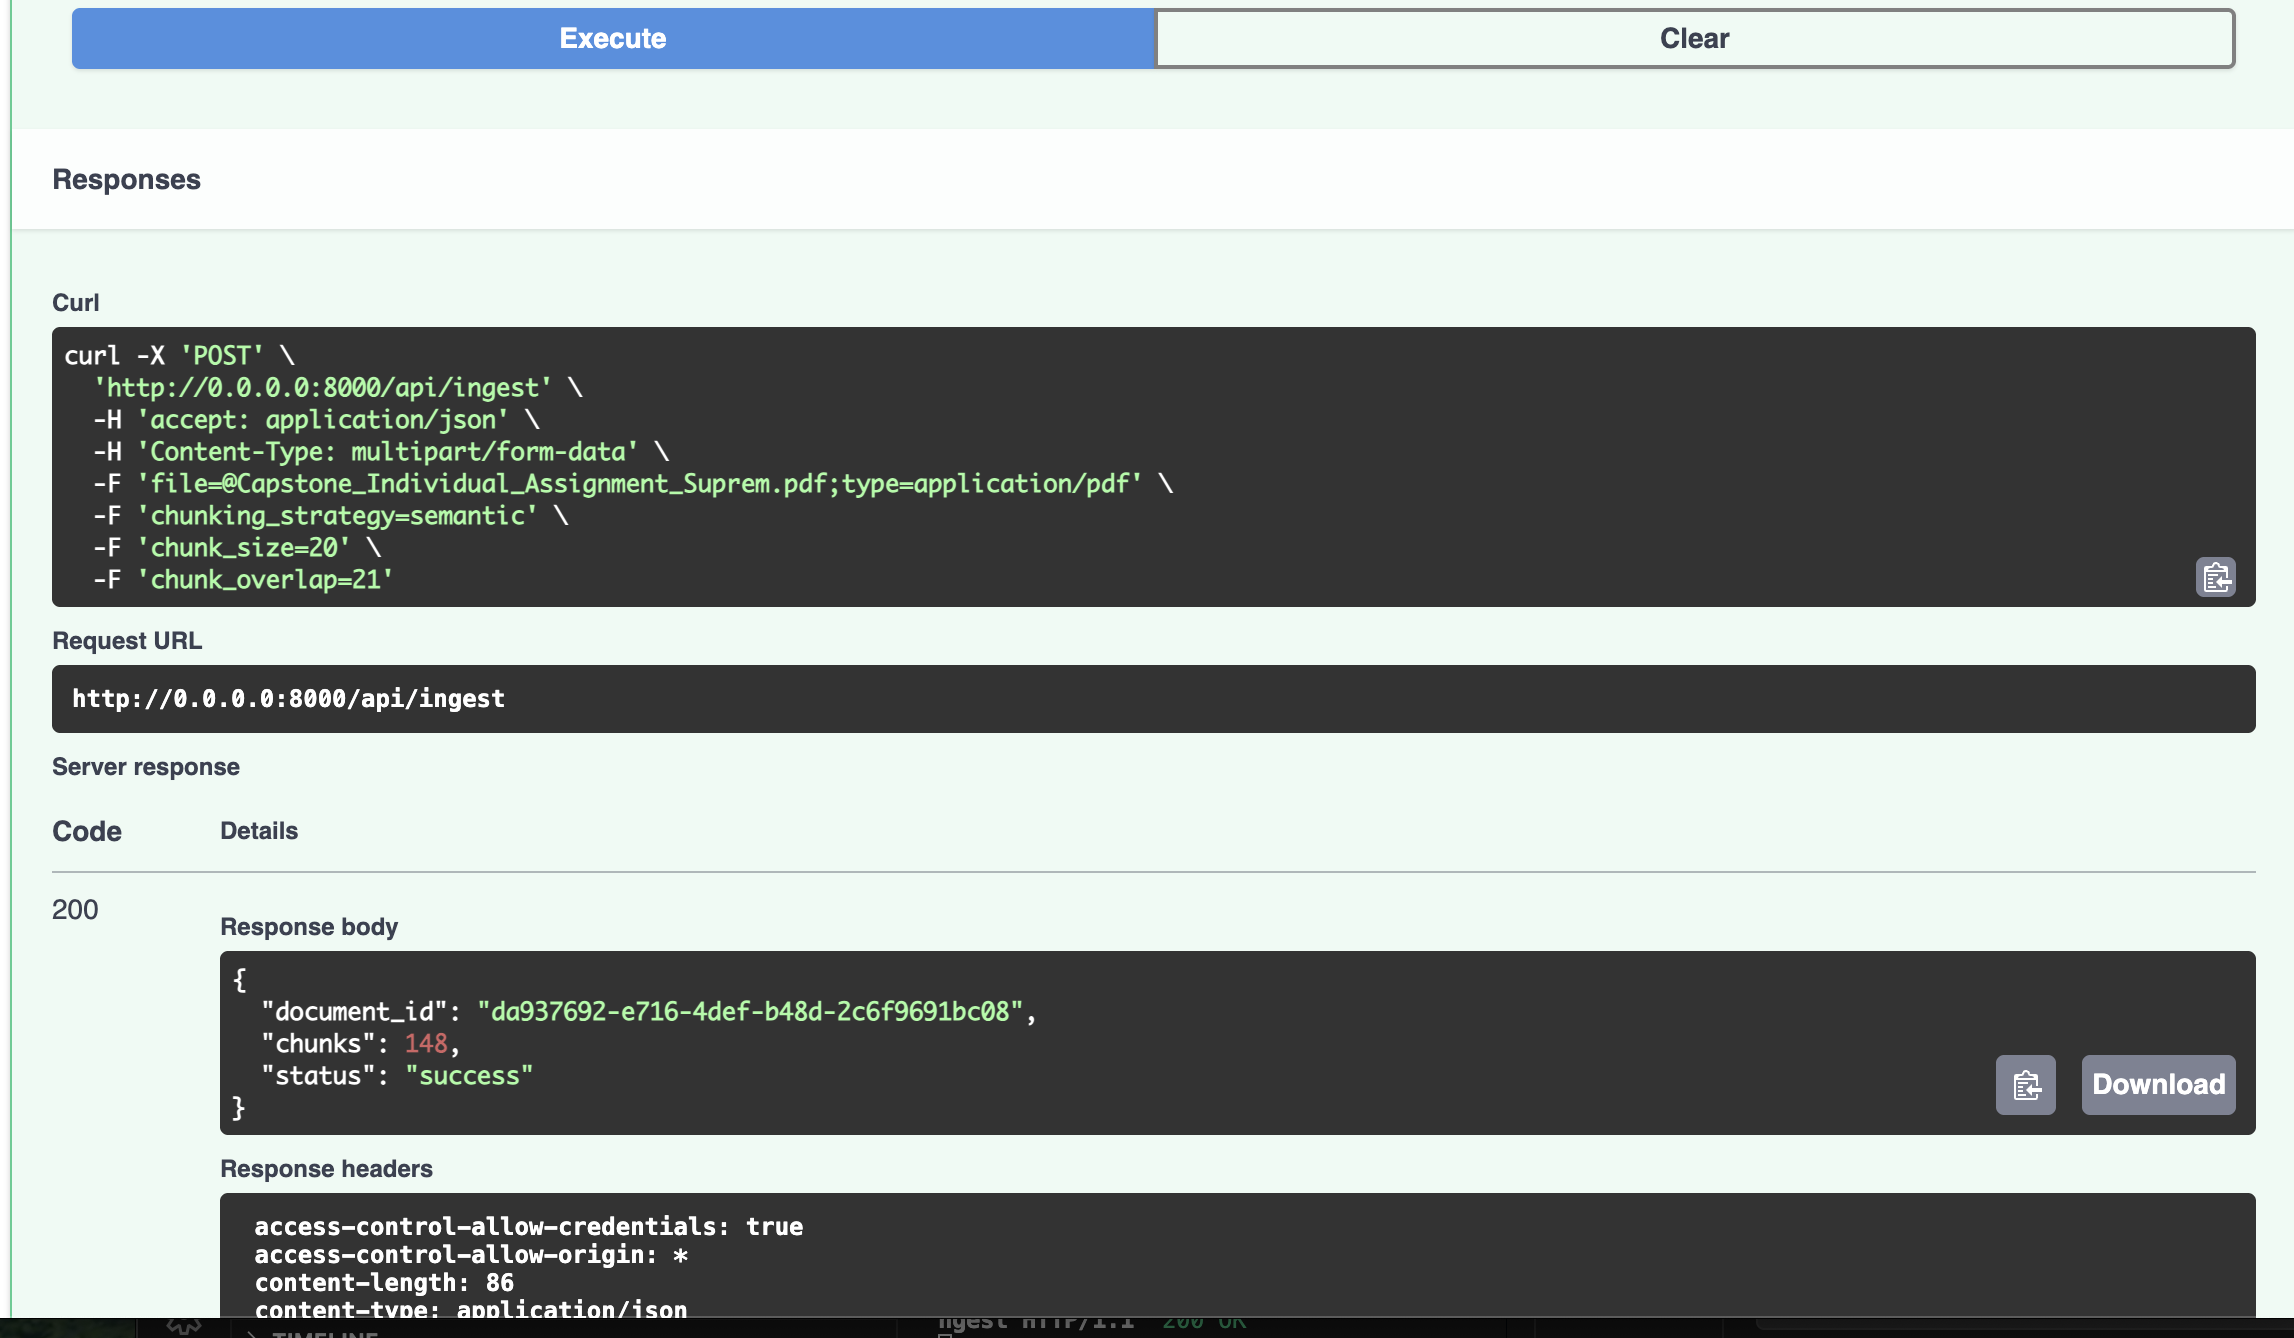 Execute
Clear
Responses
Curl
curl -X 'POST' \
'http://0.0.0.0:8000/api/ingest' \
-H 'accept: application/json' \
-H 'Content-Type: multipart/form-data' \
-F 'file=@Capstone_Individual_Assignment_Suprem.pdf;type=application/pdf' \
-F 'chunking_strategy=semantic' \
-F 'chunk_size=20' \
-F 'chunk_overlap=21'
Request URL
http://0.0.0.0:8000/api/ingest
Server response
Code
Details
200
Response body
{
"document_id": "da937692-e716-4def-b48d-2c6f9691bc08",
"chunks": 148,
"status": "success"
}
Download
Response headers
access-control-allow-credentials: true
access-control-allow-origin: *
content-length: 86
content-type: application/json
TIMELINE
ngest HTTP/1.1" 200 OK